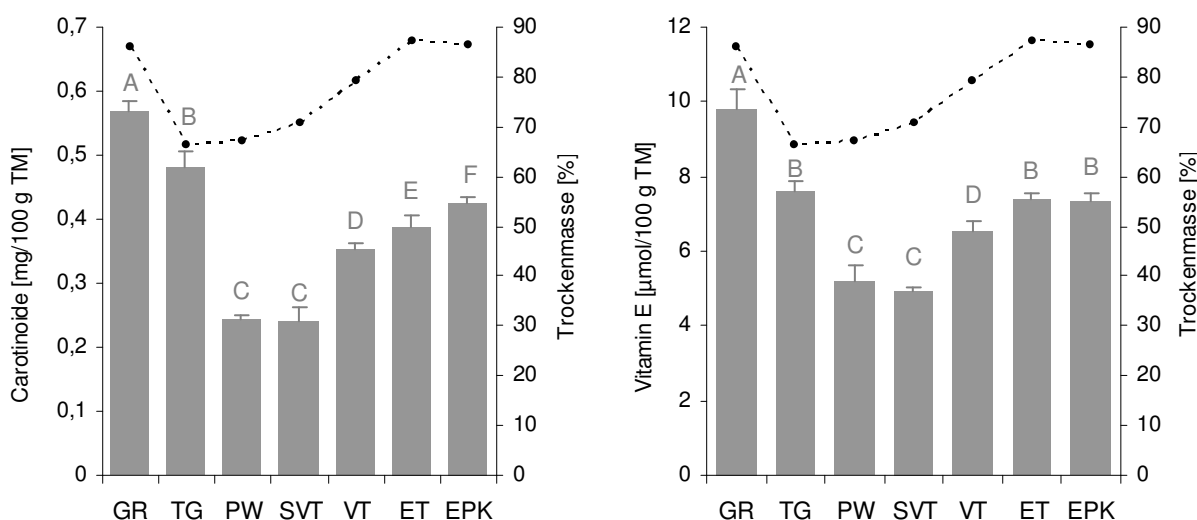 Carotinoide [mg/100 g TM]
0,7
0,6
0,5
0,4
0,3
0,2
0,1
0
A
B
C
C
D
E
F
90
80
70
60
50
40
30
20
10
0
Trockenmasse [%]
GR TG PW SVT VT ET EPK
Vitamin E [µmol/100 g TM]
12
10
8
6
4
2
0
A
B
C
C
D
B
B
90
80
70
60
50
40
30
20
10
0
Trockenmasse [%]
GR TG PW SVT VT ET EPK